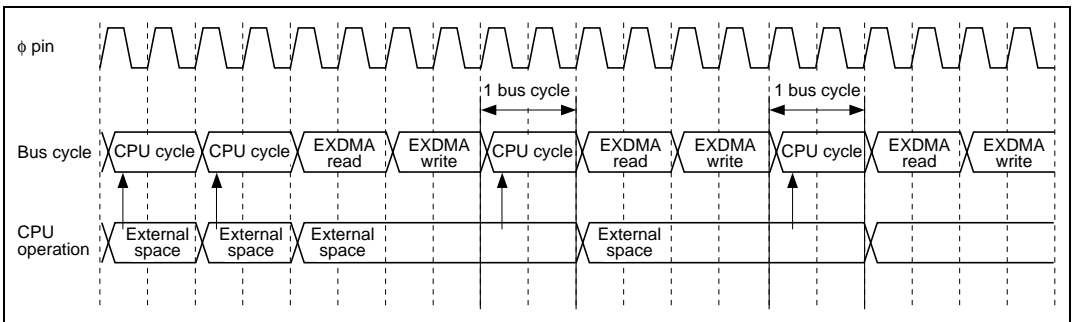 φ pin
1 bus cycle 1 bus cycle
Bus cycle CPU cycle CPU cycle EXDMA read EXDMA write CPU cycle EXDMA read EXDMA write CPU cycle EXDMA read EXDMA write
CPU operation External space External space External space External space